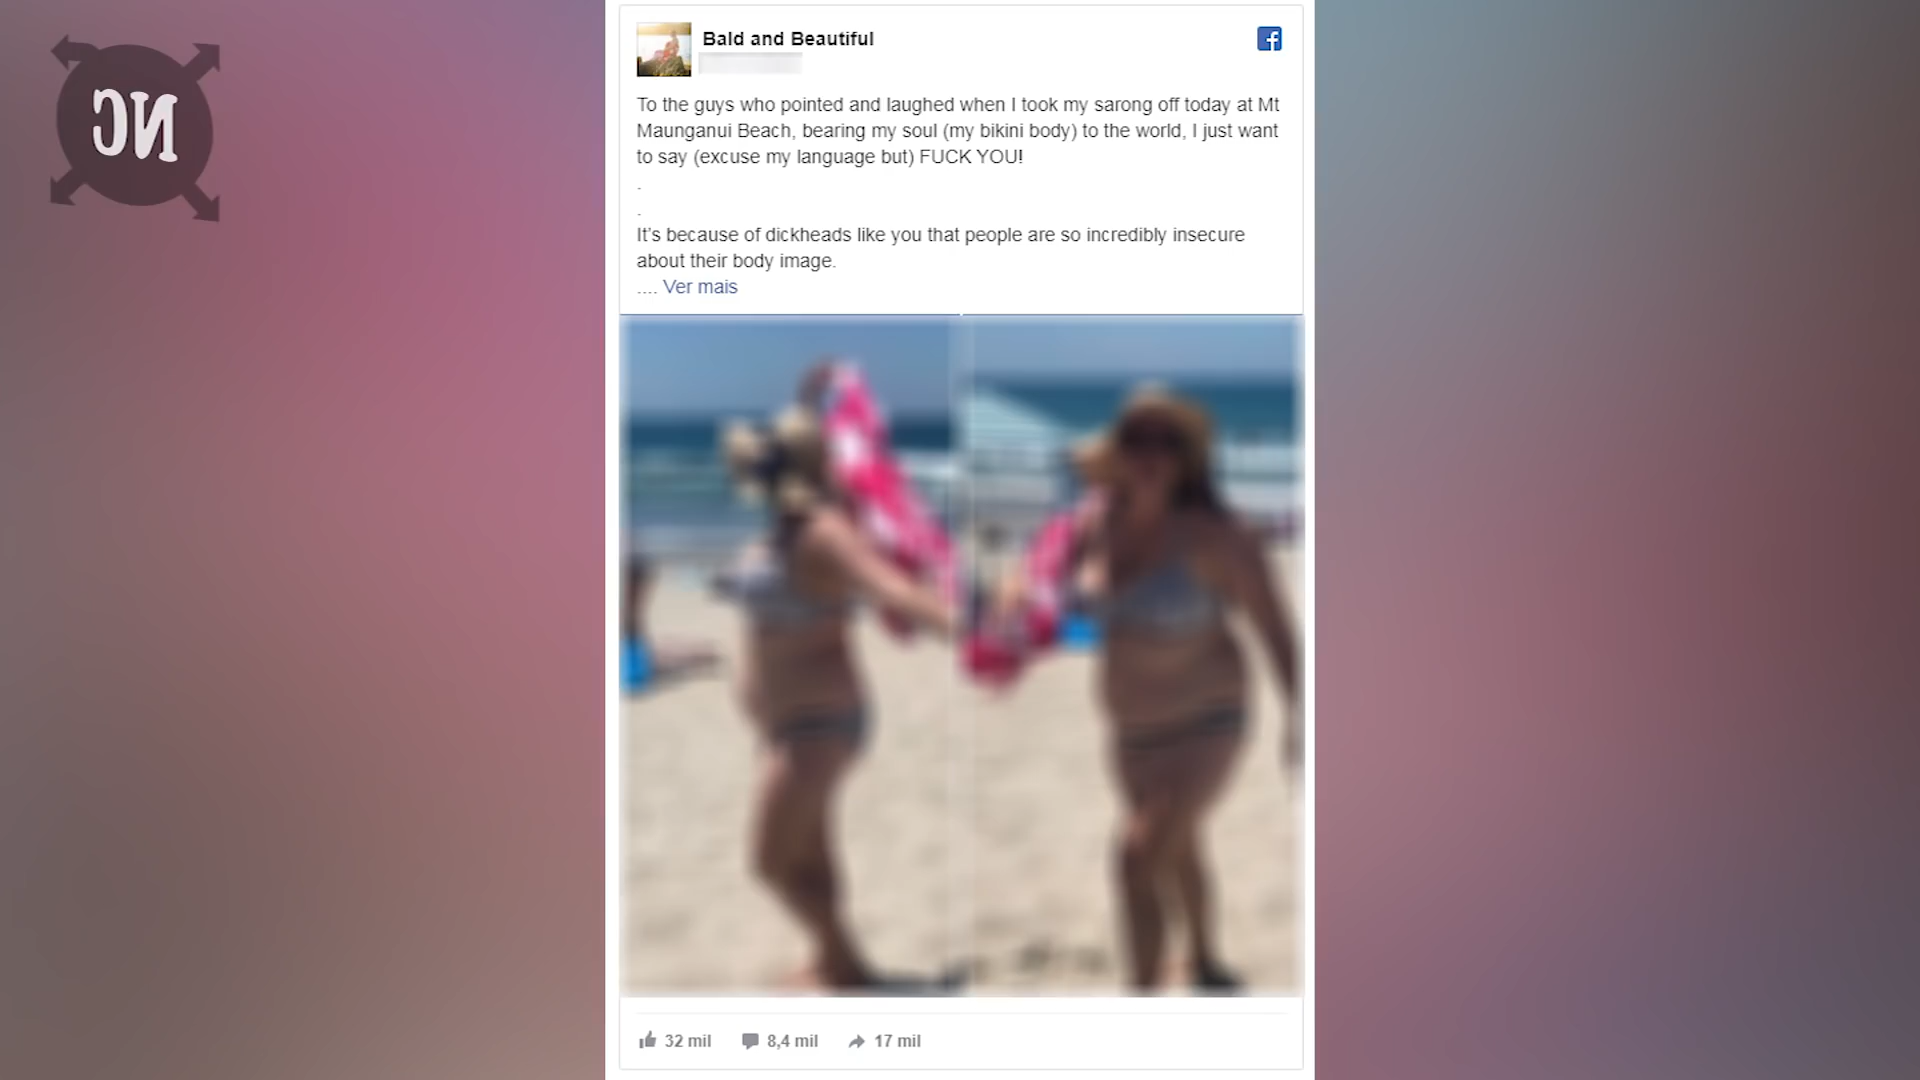 ɔи
Bald and Beautiful
To the guys who pointed and laughed when I took my sarong off today at Mt
Maunganui Beach, bearing my soul (my bikini body) to the world, I just want
to say (excuse my language but) FUCK YOU!
.
.
It's because of dickheads like you that people are so incredibly insecure
about their body image.
.... Ver mais
32 mil 8,4 mil 17 mil